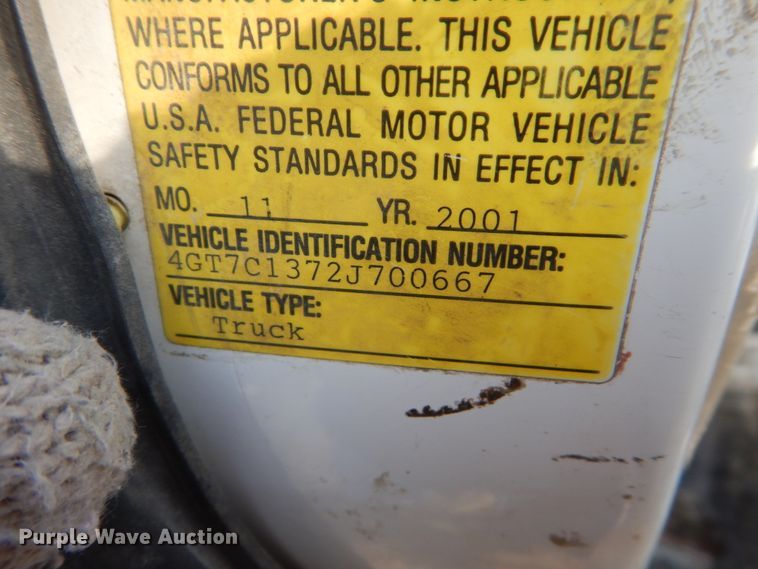 WHERE APPLICABLE. THIS VEHICLE
CONFORMS TO ALL OTHER APPLICABLE
U.S.A. FEDERAL MOTOR VEHICLE
SAFETY STANDARDS IN EFFECT IN:
MO. 11 YR. 2001
VEHICLE IDENTIFICATION NUMBER:
4GT7C1372J700667
VEHICLE TYPE:
Truck
Purple Wave Auction